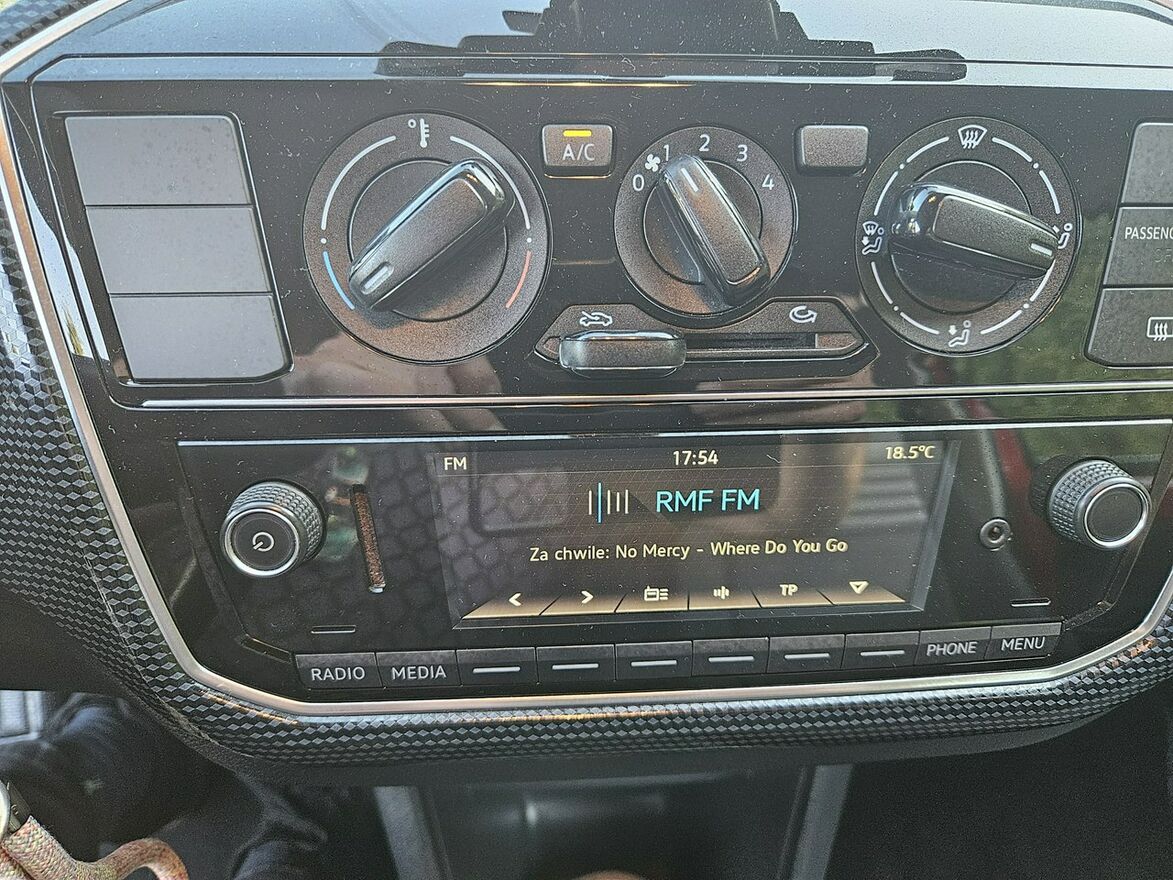 A/C
0 1 2 3 4
PASSENG
FM 17:54 18.5°C
RMF FM
Za chwile: No Mercy - Where Do You Go
TP
RADIO MEDIA PHONE MENU